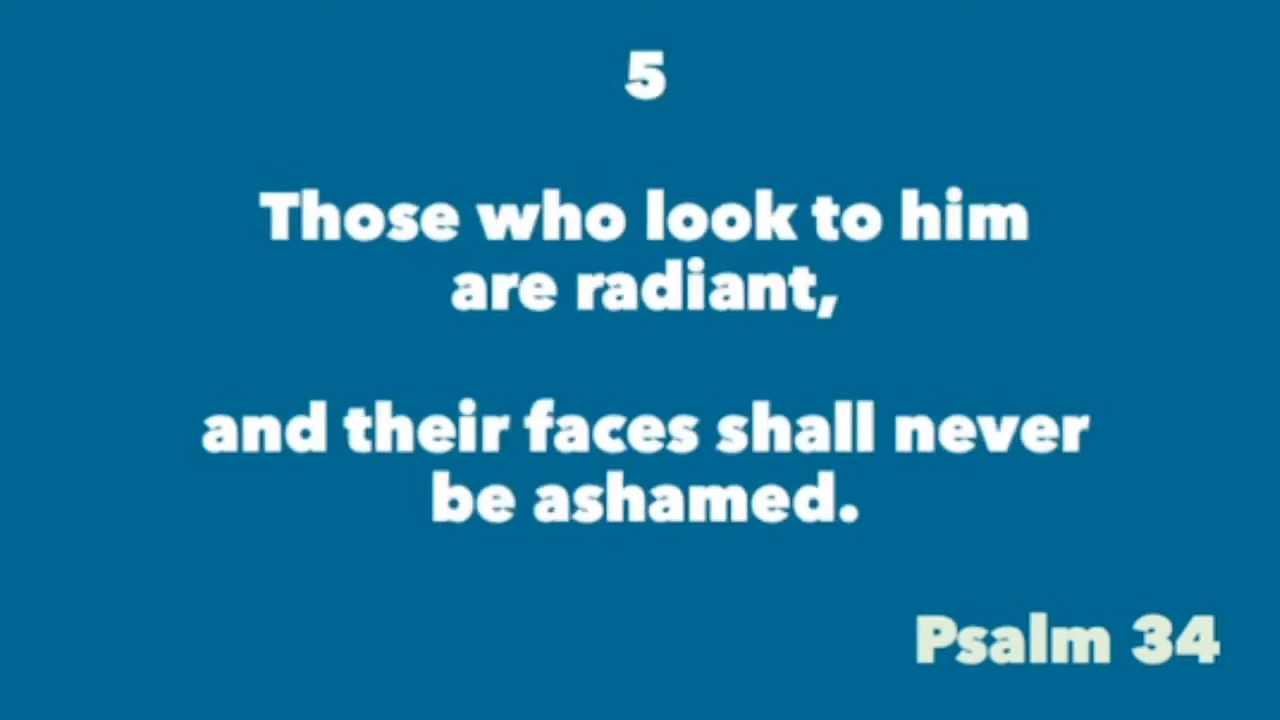 5
Those who look to him
are radiant,
and their faces shall never
be ashamed.
Psalm 34